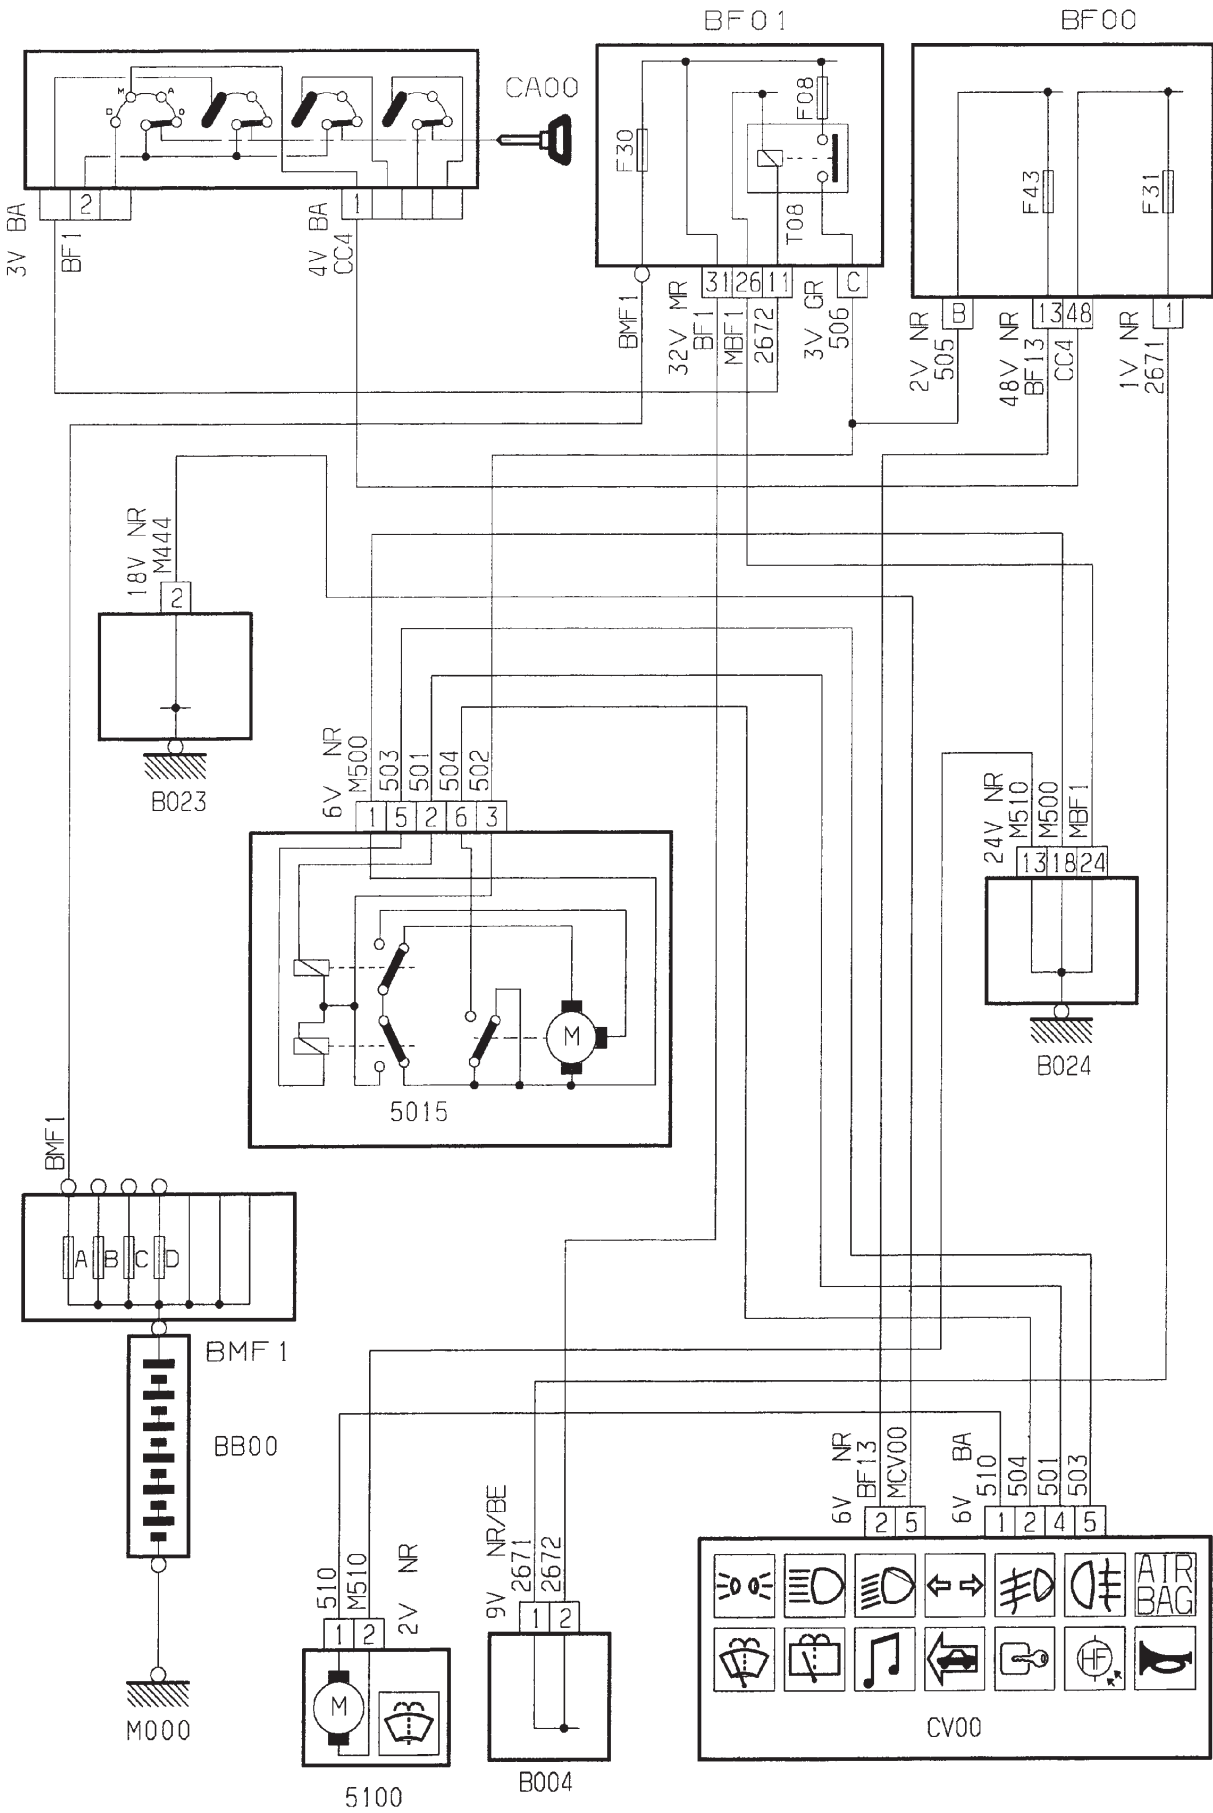 BF01
BF00
CA00
M
A
D
D
F30
F08
T08
F43
F31
2
1
3V BA
BF1
4V BA
CC4
31
26
11
C
BMF1
32V MR
BF1
MBF1
2672
3V GR
506
B
13
48
1
2V NR
505
48V NR
BF13
CC4
1V NR
2671
18V NR
M444
2
B023
6V NR
M500
503
501
504
502
1
5
2
6
3
M
5015
24V NR
M510
M500
MBF1
13
18
24
B024
BMF1
A
B
C
D
BMF1
BB00
M000
510
M510
2V NR
1
2
M
5100
9V NR/BE
2671
2672
1
2
B004
6V NR
BF13
MCV00
6V BA
510
504
501
503
2
5
1
2
4
5
AIR
BAG
HF
CV00